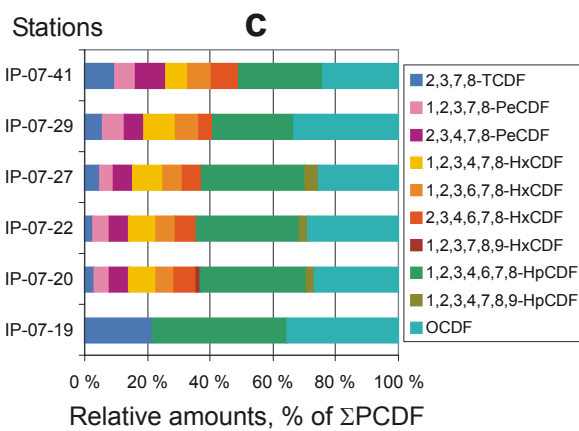 Stations
C
IP-07-41
IP-07-29
IP-07-27
IP-07-22
IP-07-20
IP-07-19
0 % 20 % 40 % 60 % 80 % 100 %
Relative amounts, % of ΣPCDF
2,3,7,8-TCDF
1,2,3,7,8-PeCDF
2,3,4,7,8-PeCDF
1,2,3,4,7,8-HxCDF
1,2,3,6,7,8-HxCDF
2,3,4,6,7,8-HxCDF
1,2,3,7,8,9-HxCDF
1,2,3,4,6,7,8-HpCDF
1,2,3,4,7,8,9-HpCDF
OCDF